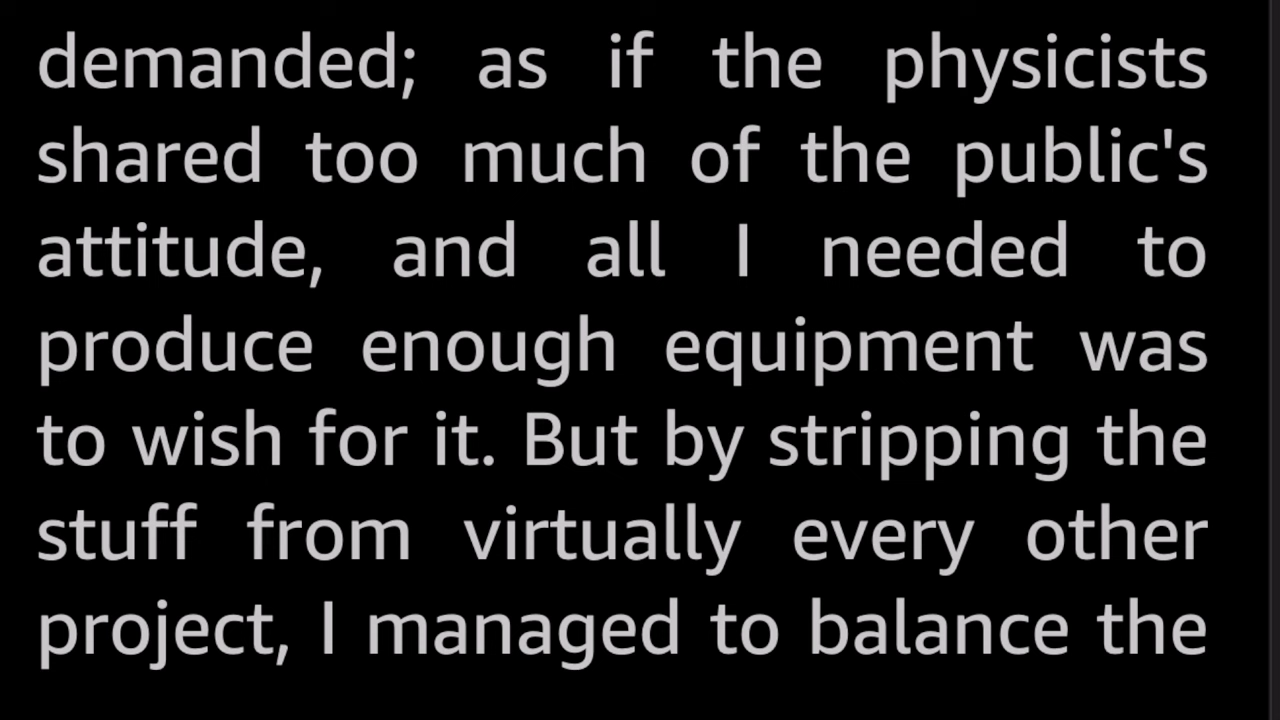 demanded; as if the physicists
shared too much of the public's
attitude, and all I needed to
produce enough equipment was
to wish for it. But by stripping the
stuff from virtually every other
project, I managed to balance the